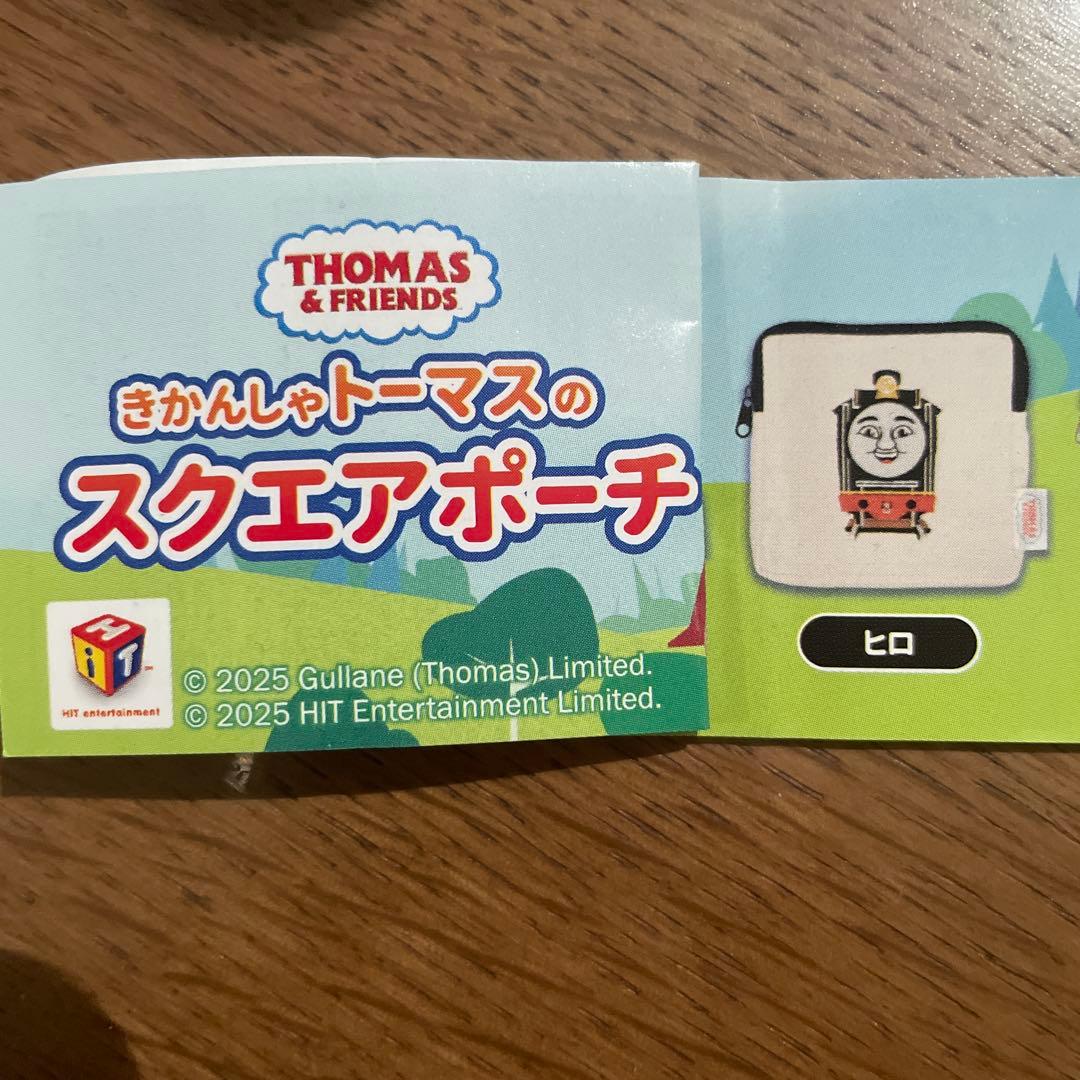 THOMAS
& FRIENDS
きかんしゃトーマスの
スクエアポーチ
HiT
HIT entertainment
© 2025 Gullane (Thomas) Limited.
© 2025 HIT Entertainment Limited.
ヒロ